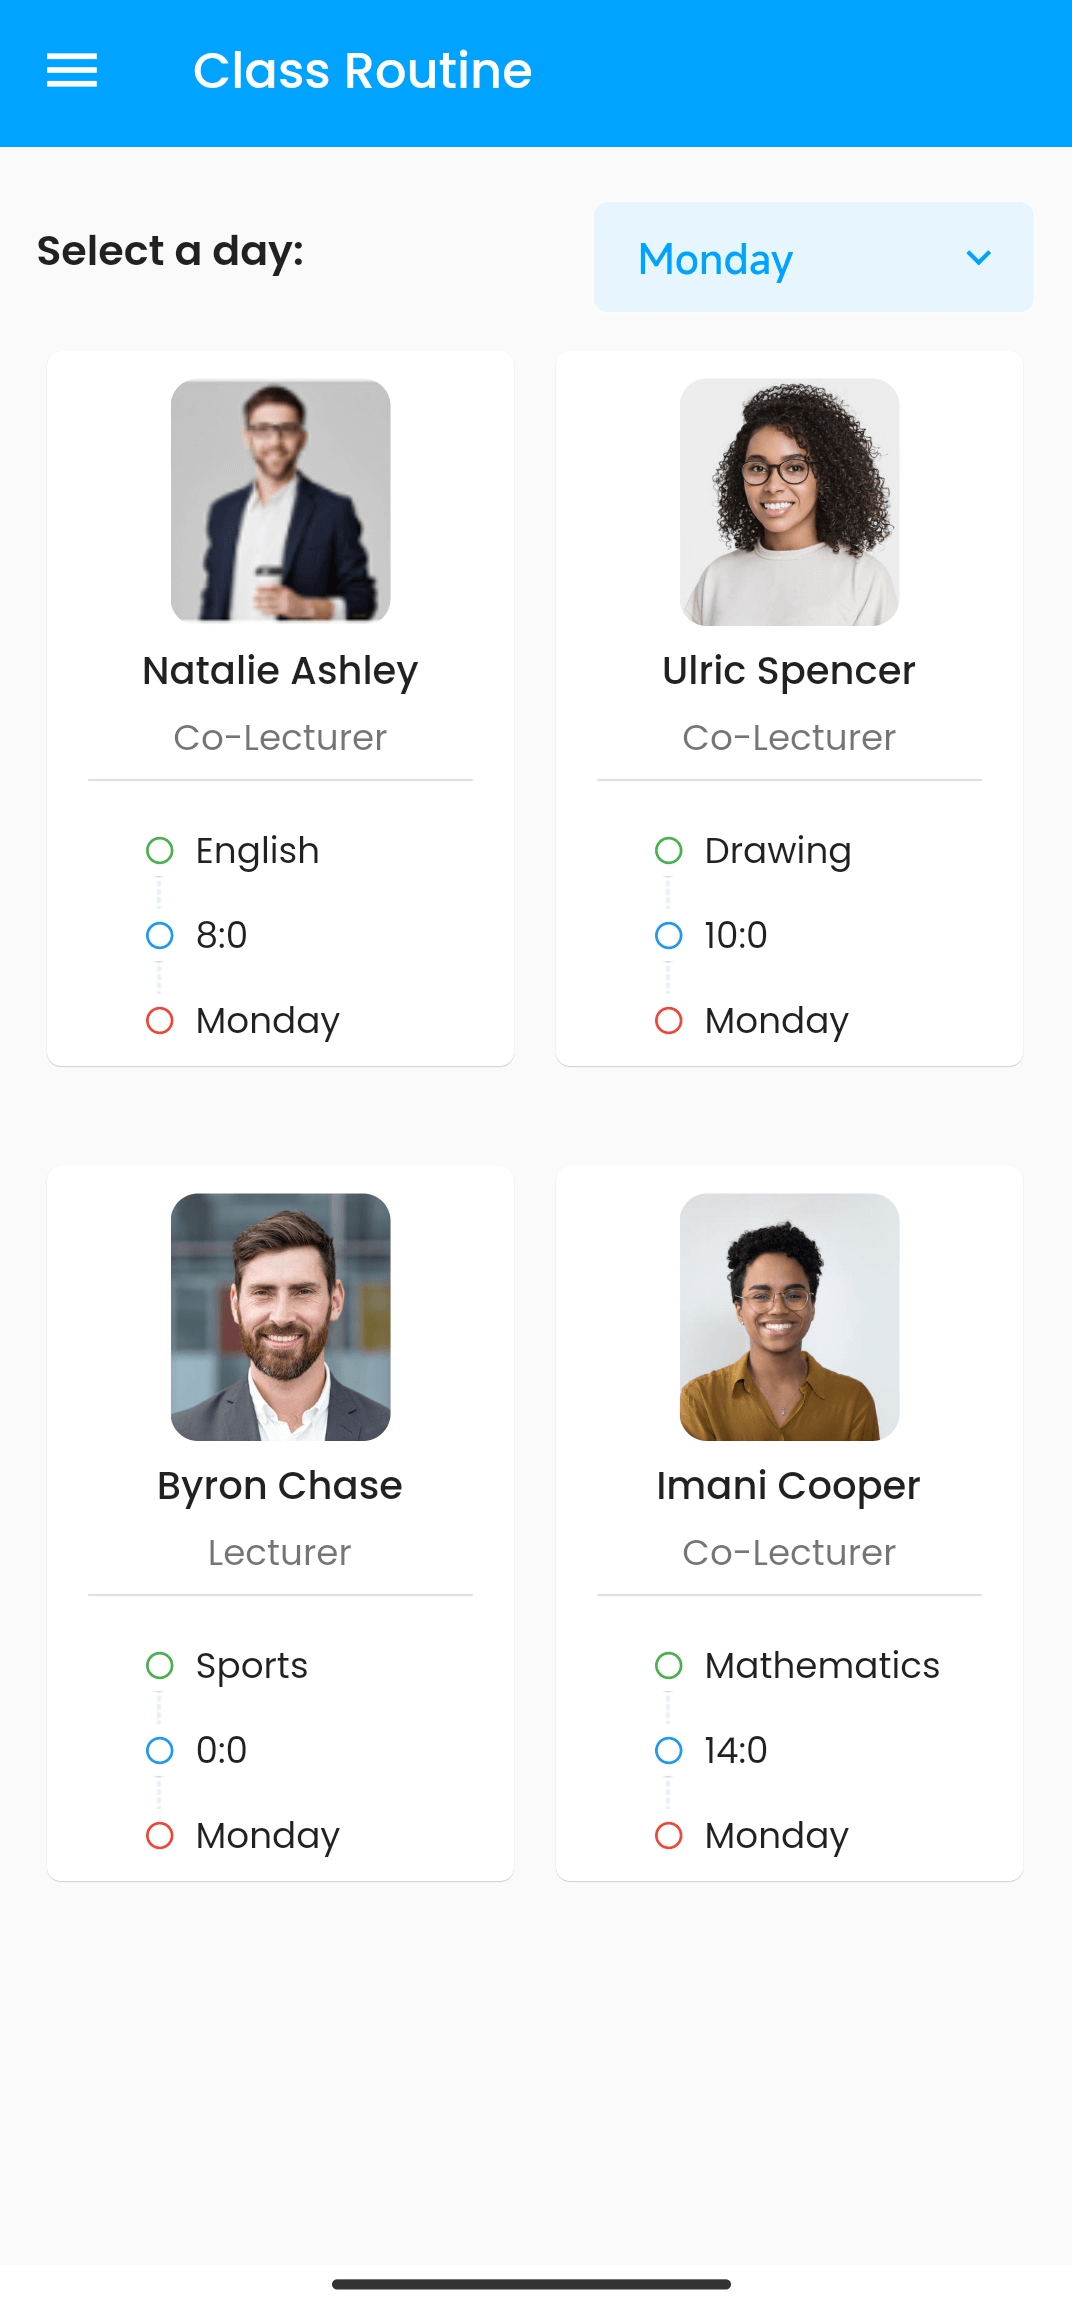 Class Routine
Select a day:
Monday
Natalie Ashley
Co-Lecturer
English
8:0
Monday
Ulric Spencer
Co-Lecturer
Drawing
10:0
Monday
Byron Chase
Lecturer
Sports
0:0
Monday
Imani Cooper
Co-Lecturer
Mathematics
14:0
Monday